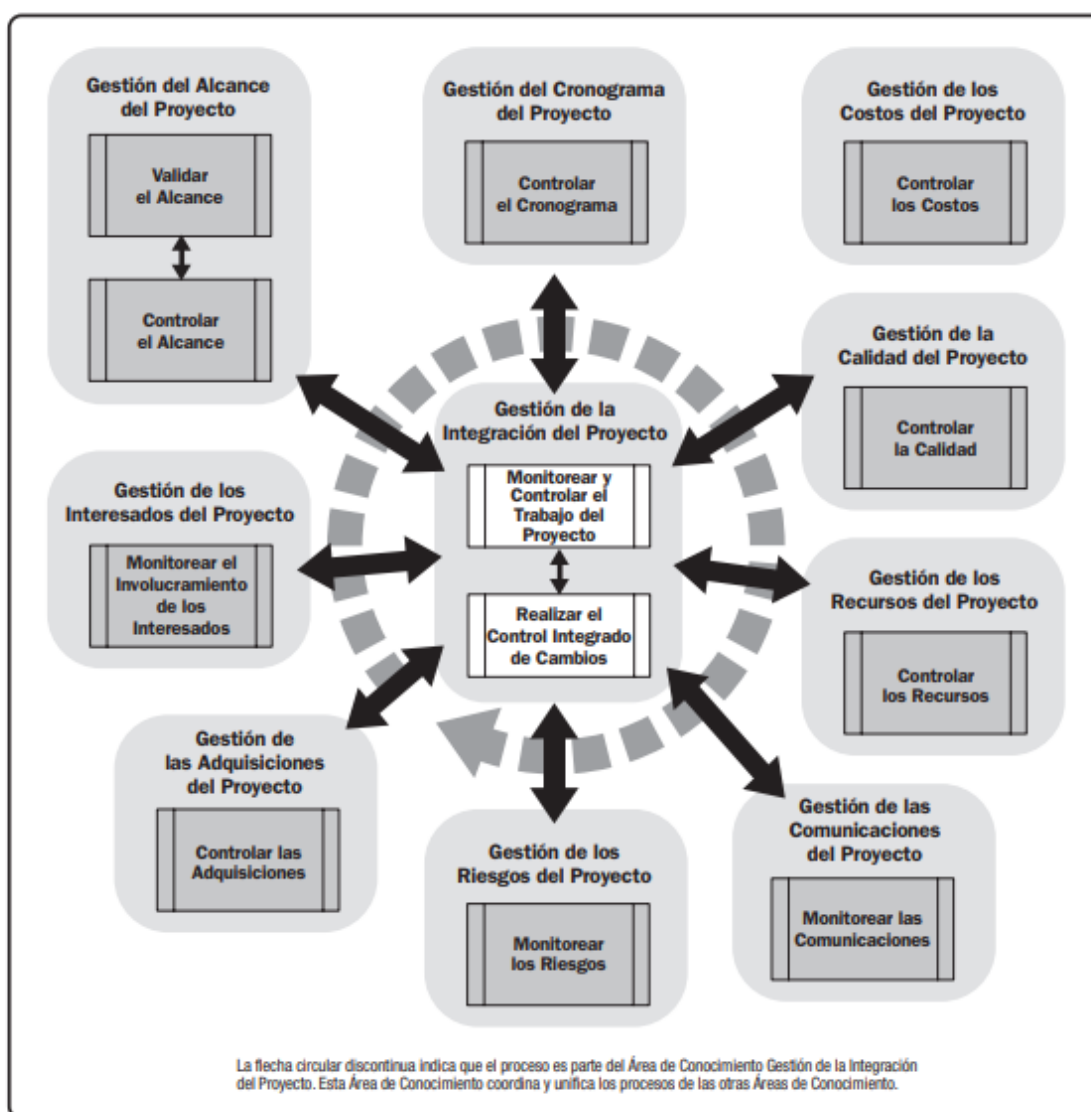 Gestión del Alcance
del Proyecto
Validar
el Alcance
Controlar
el Alcance
Gestión del Cronograma
del Proyecto
Controlar
el Cronograma
Gestión de los
Costos del Proyecto
Controlar
los Costos
Gestión de la
Calidad del Proyecto
Controlar
la Calidad
Gestión de la
Integración del Proyecto
Monitorear y
Controlar el
Trabajo del
Proyecto
Realizar el
Control Integrado
de Cambios
Gestión de los
Interesados del Proyecto
Monitorear el
Involucramiento
de los
Interesados
Gestión de los
Recursos del Proyecto
Controlar
los Recursos
Gestión de
las Adquisiciones
del Proyecto
Controlar las
Adquisiciones
Gestión de los
Riesgos del Proyecto
Monitorear
los Riesgos
Gestión de las
Comunicaciones
del Proyecto
Monitorear las
Comunicaciones
La flecha circular discontinua indica que el proceso es parte del Área de Conocimiento Gestión de la Integración
del Proyecto. Esta Área de Conocimiento coordina y unifica los procesos de las otras Áreas de Conocimiento.